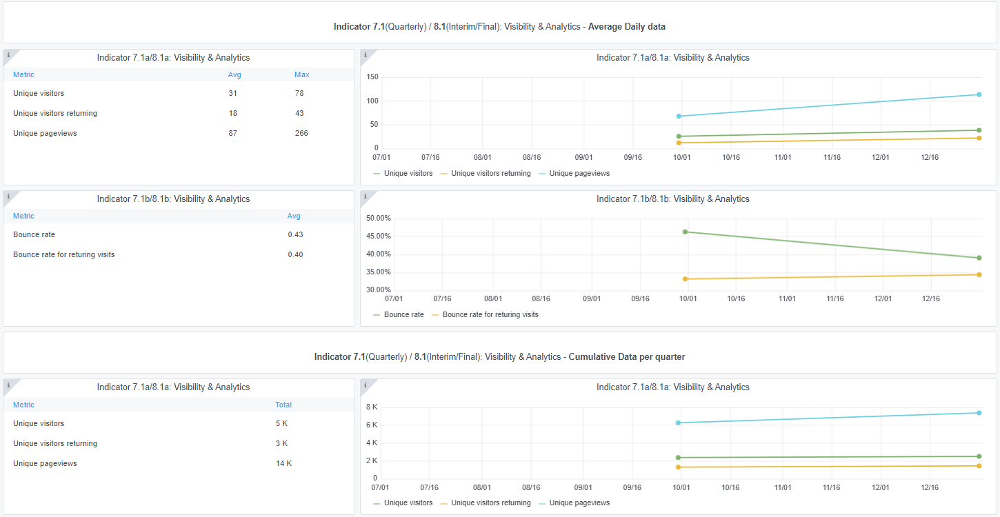 Indicator 7.1(Quarterly) / 8.1(Interim/Final): Visibility & Analytics - Average Daily data
i
Indicator 7.1a/8.1a: Visibility & Analytics
Metric Avg Max
Unique visitors 31 78
Unique visitors returning 18 43
Unique pageviews 87 266
i
Indicator 7.1a/8.1a: Visibility & Analytics
150
100
50
0
07/01 07/16 08/01 08/16 09/01 09/16 10/01 10/16 11/01 11/16 12/01 12/16
Unique visitors Unique visitors returning Unique pageviews
i
Indicator 7.1b/8.1b: Visibility & Analytics
Metric Avg
Bounce rate 0.43
Bounce rate for returing visits 0.40
i
Indicator 7.1b/8.1b: Visibility & Analytics
50.00%
45.00%
40.00%
35.00%
30.00%
07/01 07/16 08/01 08/16 09/01 09/16 10/01 10/16 11/01 11/16 12/01 12/16
Bounce rate Bounce rate for returing visits
Indicator 7.1(Quarterly) / 8.1(Interim/Final): Visibility & Analytics - Cumulative Data per quarter
i
Indicator 7.1a/8.1a: Visibility & Analytics
Metric Total
Unique visitors 5 K
Unique visitors returning 3 K
Unique pageviews 14 K
i
Indicator 7.1a/8.1a: Visibility & Analytics
8 K
6 K
4 K
2 K
0
07/01 07/16 08/01 08/16 09/01 09/16 10/01 10/16 11/01 11/16 12/01 12/16
Unique visitors Unique visitors returning Unique pageviews